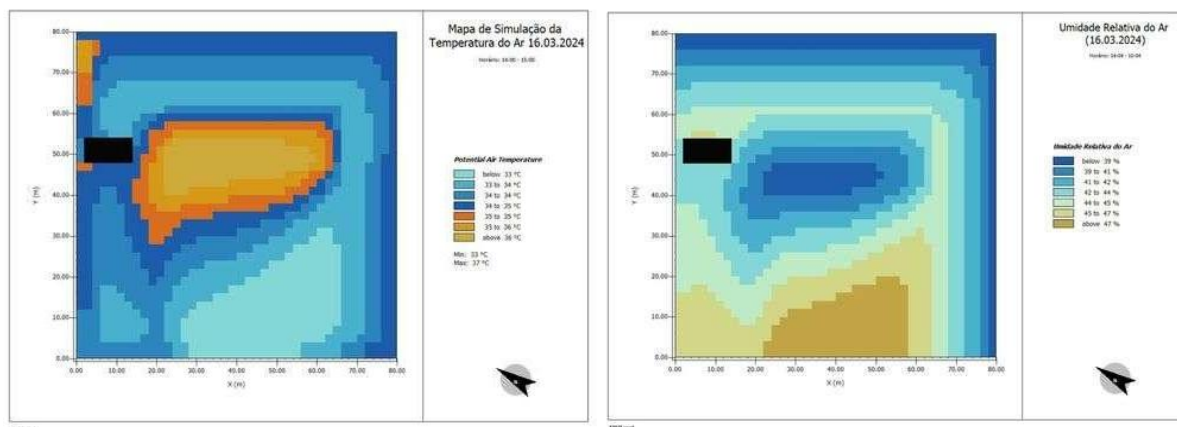 Mapa de Simulação da
Temperatura do Ar 16.03.2024
80.00
70.00
60.00
50.00
40.00
30.00
20.00
10.00
0.00
Y (m)
0.00 10.00 20.00 30.00 40.00 50.00 60.00 70.00 80.00
X (m)
Potential Air Temperature
below 33 °C
33 to 34 °C
34 to 34 °C
34 to 35 °C
35 to 35 °C
35 to 36 °C
above 36 °C
Min: 33 °C
Max: 37 °C
Umidade Relativa do Ar
(16.03.2024)
80.00
70.00
60.00
50.00
40.00
30.00
20.00
10.00
0.00
Y (m)
0.00 10.00 20.00 30.00 40.00 50.00 60.00 70.00 80.00
X (m)
Umidade Relativa do Ar
below 39 %
39 to 41 %
41 to 42 %
42 to 44 %
44 to 45 %
45 to 47 %
above 47 %